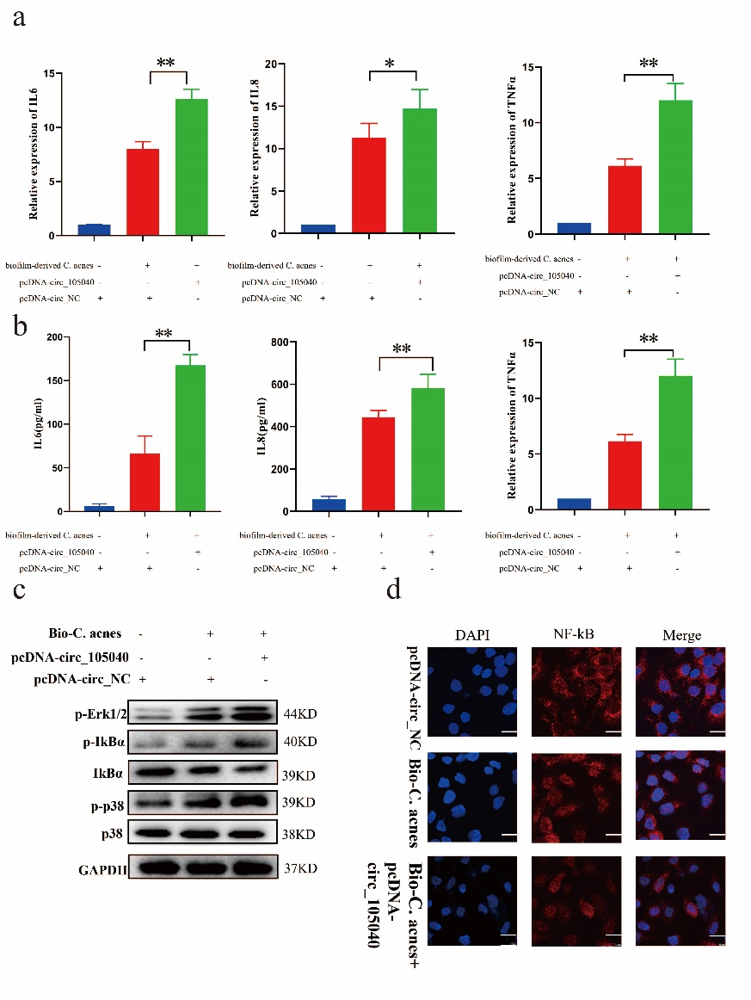 a
**
*
**
Relative expression of IL6
15
10
5
0
Relative expression of IL8
20
15
10
5
0
Relative expression of TNFα
15
10
5
0
biofilm-derived C. acnes - + +
pcDNA-circ_105040 - - +
pcDNA-circ_NC + + -
biofilm-derived C. acnes - + +
pcDNA-circ_105040 - - +
pcDNA-circ_NC + + -
biofilm-derived C. acnes - + +
pcDNA-circ_105040 - - +
pcDNA-circ_NC + + -
b
**
**
**
IL6(pg/ml)
200
150
100
50
0
IL8(pg/ml)
800
600
400
200
0
Relative expression of TNFα
15
10
5
0
biofilm-derived C. acnes - + +
pcDNA-circ_105040 - - +
pcDNA-circ_NC + + -
biofilm-derived C. acnes - + +
pcDNA-circ_105040 - - +
pcDNA-circ_NC + + -
biofilm-derived C. acnes - + +
pcDNA-circ_105040 - - +
pcDNA-circ_NC + + -
c
Bio-C. acnes - + +
pcDNA-circ_105040 - - +
pcDNA-circ_NC + + -
p-Erk1/2 44KD
p-IkBα 40KD
IkBα 39KD
p-p38 39KD
p38 38KD
GAPDH 37KD
d
DAPI NF-kB Merge
pcDNA-circ_NC
Bio-C. acnes
Bio-C. acnes+
pcDNA-
circ_105040